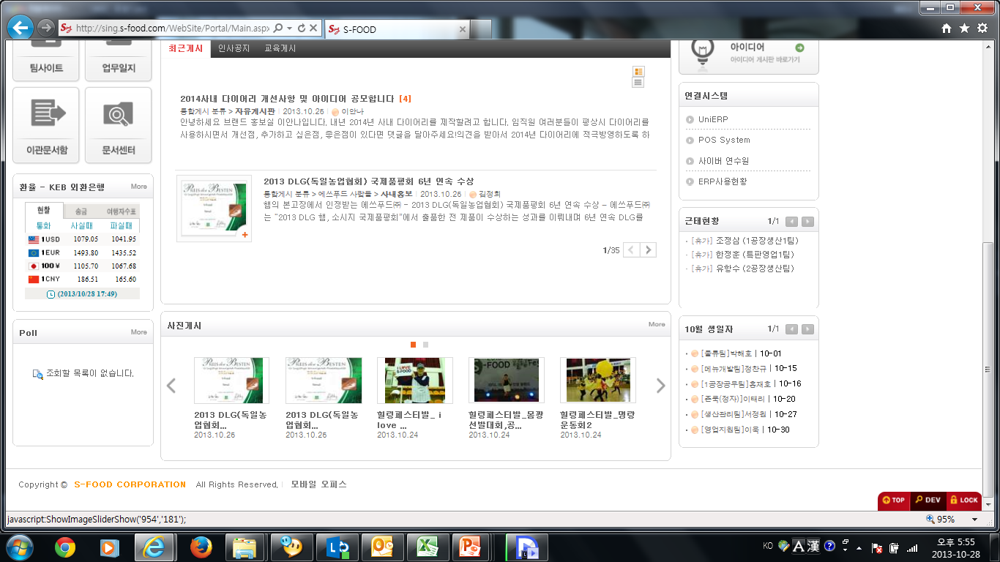 http://sing.s-food.com/WebSite/Portal/Main.aspx
S-FOOD
팀사이트
업무일지
이관문서함
문서센터
환율 - KEB 외환은행
More
현찰
송금
여행자수표
통화
사실때
파실때
1USD 1079.05 1041.95
1EUR 1493.80 1435.52
100¥ 1105.70 1067.68
1CNY 186.51 165.60
(2013/10/28 17:49)
Poll
More
조회할 목록이 없습니다.
최근게시
인사공지
교육게시
2014사내 다이어리 개선사항 및 아이디어 공모합니다 [4]
통합게시 분류 > 자유게시판 | 2013.10.26 | 이안나
안녕하세요 브랜드 홍보실 이안나입니다. 내년 2014년 사내 다이어리를 제작할려고 합니다. 임직원 여러분들이 평상시 다이어리를
사용하시면서 개선점, 추가하고 싶은점, 좋은점이 있다면 댓글을 달아주세요!의견을 받아서 2014년 다이어리에 적극반영하도록 하
2013 DLG(독일농업협회) 국제품평회 6년 연속 수상
통합게시 분류 > 에쓰푸드 사람들 > 사내홍보 | 2013.10.26 | 김정희
햄의 본고장에서 인정받는 에쓰푸드㈜ - 2013 DLG(독일농업협회) 국제품평회 6년 연속 수상 - 에쓰푸드㈜
는 "2013 DLG 햄, 소시지 국제품평회"에서 출품한 전 제품이 수상하는 성과를 이뤄내며 6년 연속 DLG를
1/35
사진게시
More
2013 DLG(독일농
업협회...
2013.10.26
2013 DLG(독일농
업협회...
2013.10.26
힐링페스티발_ i
love ...
2013.10.24
힐링페스티발_몸짱
선발대회,공...
2013.10.24
힐링페스티발_명랑
운동회2
2013.10.24
아이디어
아이디어 게시판 바로가기
연결시스템
UniERP
POS System
사이버 연수원
ERP사용현황
근태현황 1/1
[휴가] 조정삼 (1공장생산1팀)
[휴가] 한정훈 (특판영업1팀)
[휴가] 유항수 (2공장생산팀)
10월 생일자 1/1
[물류팀]박해호 | 10-01
[메뉴개발팀]정찬규 | 10-15
[1공장공무팀]홍재호 | 10-16
[존쿡(정자)]이태리 | 10-20
[생산관리팀]서정원 | 10-27
[영업지원팀]이욱 | 10-30
Copyright © S-FOOD CORPORATION All Rights Reserved. | 모바일 오피스
TOP
DEV
LOCK
javascript:ShowImageSliderShow('954','181');
95%
KO
A漢
오후 5:55
2013-10-28